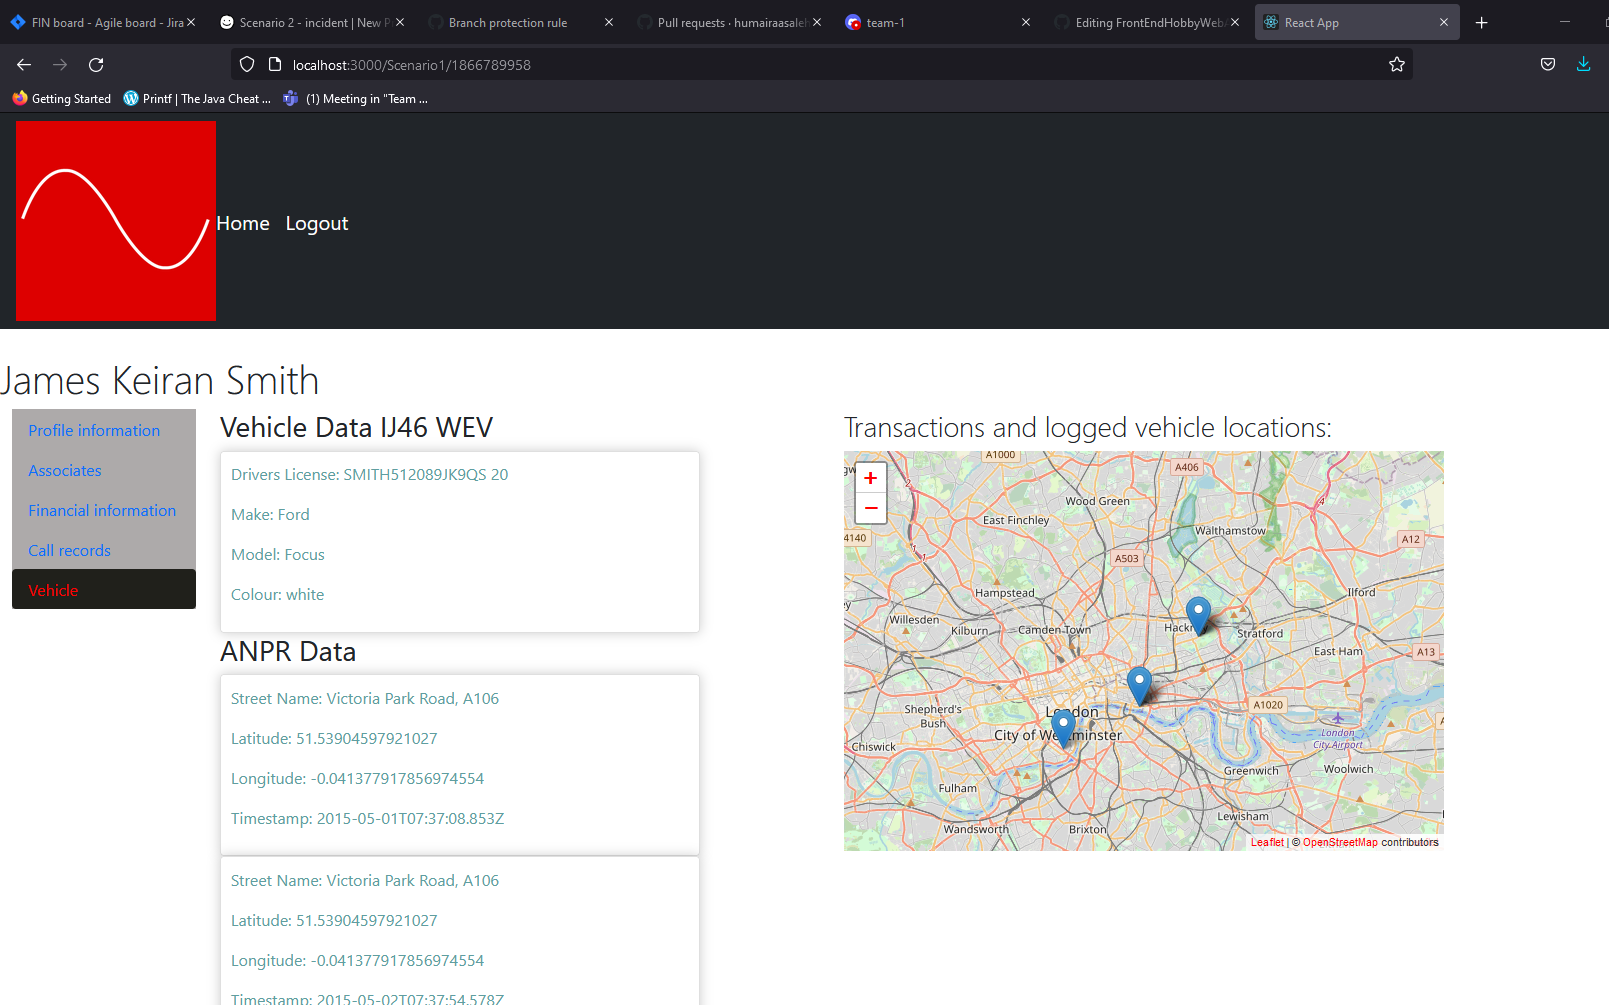 FIN board - Agile board - Jira
Scenario 2 - incident | New P
Branch protection rule
Pull requests · humairaasaleh
team-1
Editing FrontEndHobbyWebA
React App
localhost:3000/Scenario1/1866789958
Getting Started
Printf | The Java Cheat ...
(1) Meeting in "Team ...
Home
Logout
James Keiran Smith
Profile information
Associates
Financial information
Call records
Vehicle
Vehicle Data IJ46 WEV
Drivers License: SMITH512089JK9QS 20
Make: Ford
Model: Focus
Colour: white
ANPR Data
Street Name: Victoria Park Road, A106
Latitude: 51.53904597921027
Longitude: -0.041377917856974554
Timestamp: 2015-05-01T07:37:08.853Z
Street Name: Victoria Park Road, A106
Latitude: 51.53904597921027
Longitude: -0.041377917856974554
Timestamp: 2015-05-02T07:37:54.578Z
Transactions and logged vehicle locations:
+
−
A1000
A406
Wood Green
East Finchley
Walthamstow
4140
A503
A12
Hampstead
Ilford
Willesden
Kilburn
Camden Town
Hackn
Stratford
East Ham
A13
Shepherd's
Bush
London
A1020
City of Westminster
London
City Airport
Chiswick
Greenwich
Woolwich
Fulham
Lewisham
Wandsworth
Brixton
Leaflet | © OpenStreetMap contributors